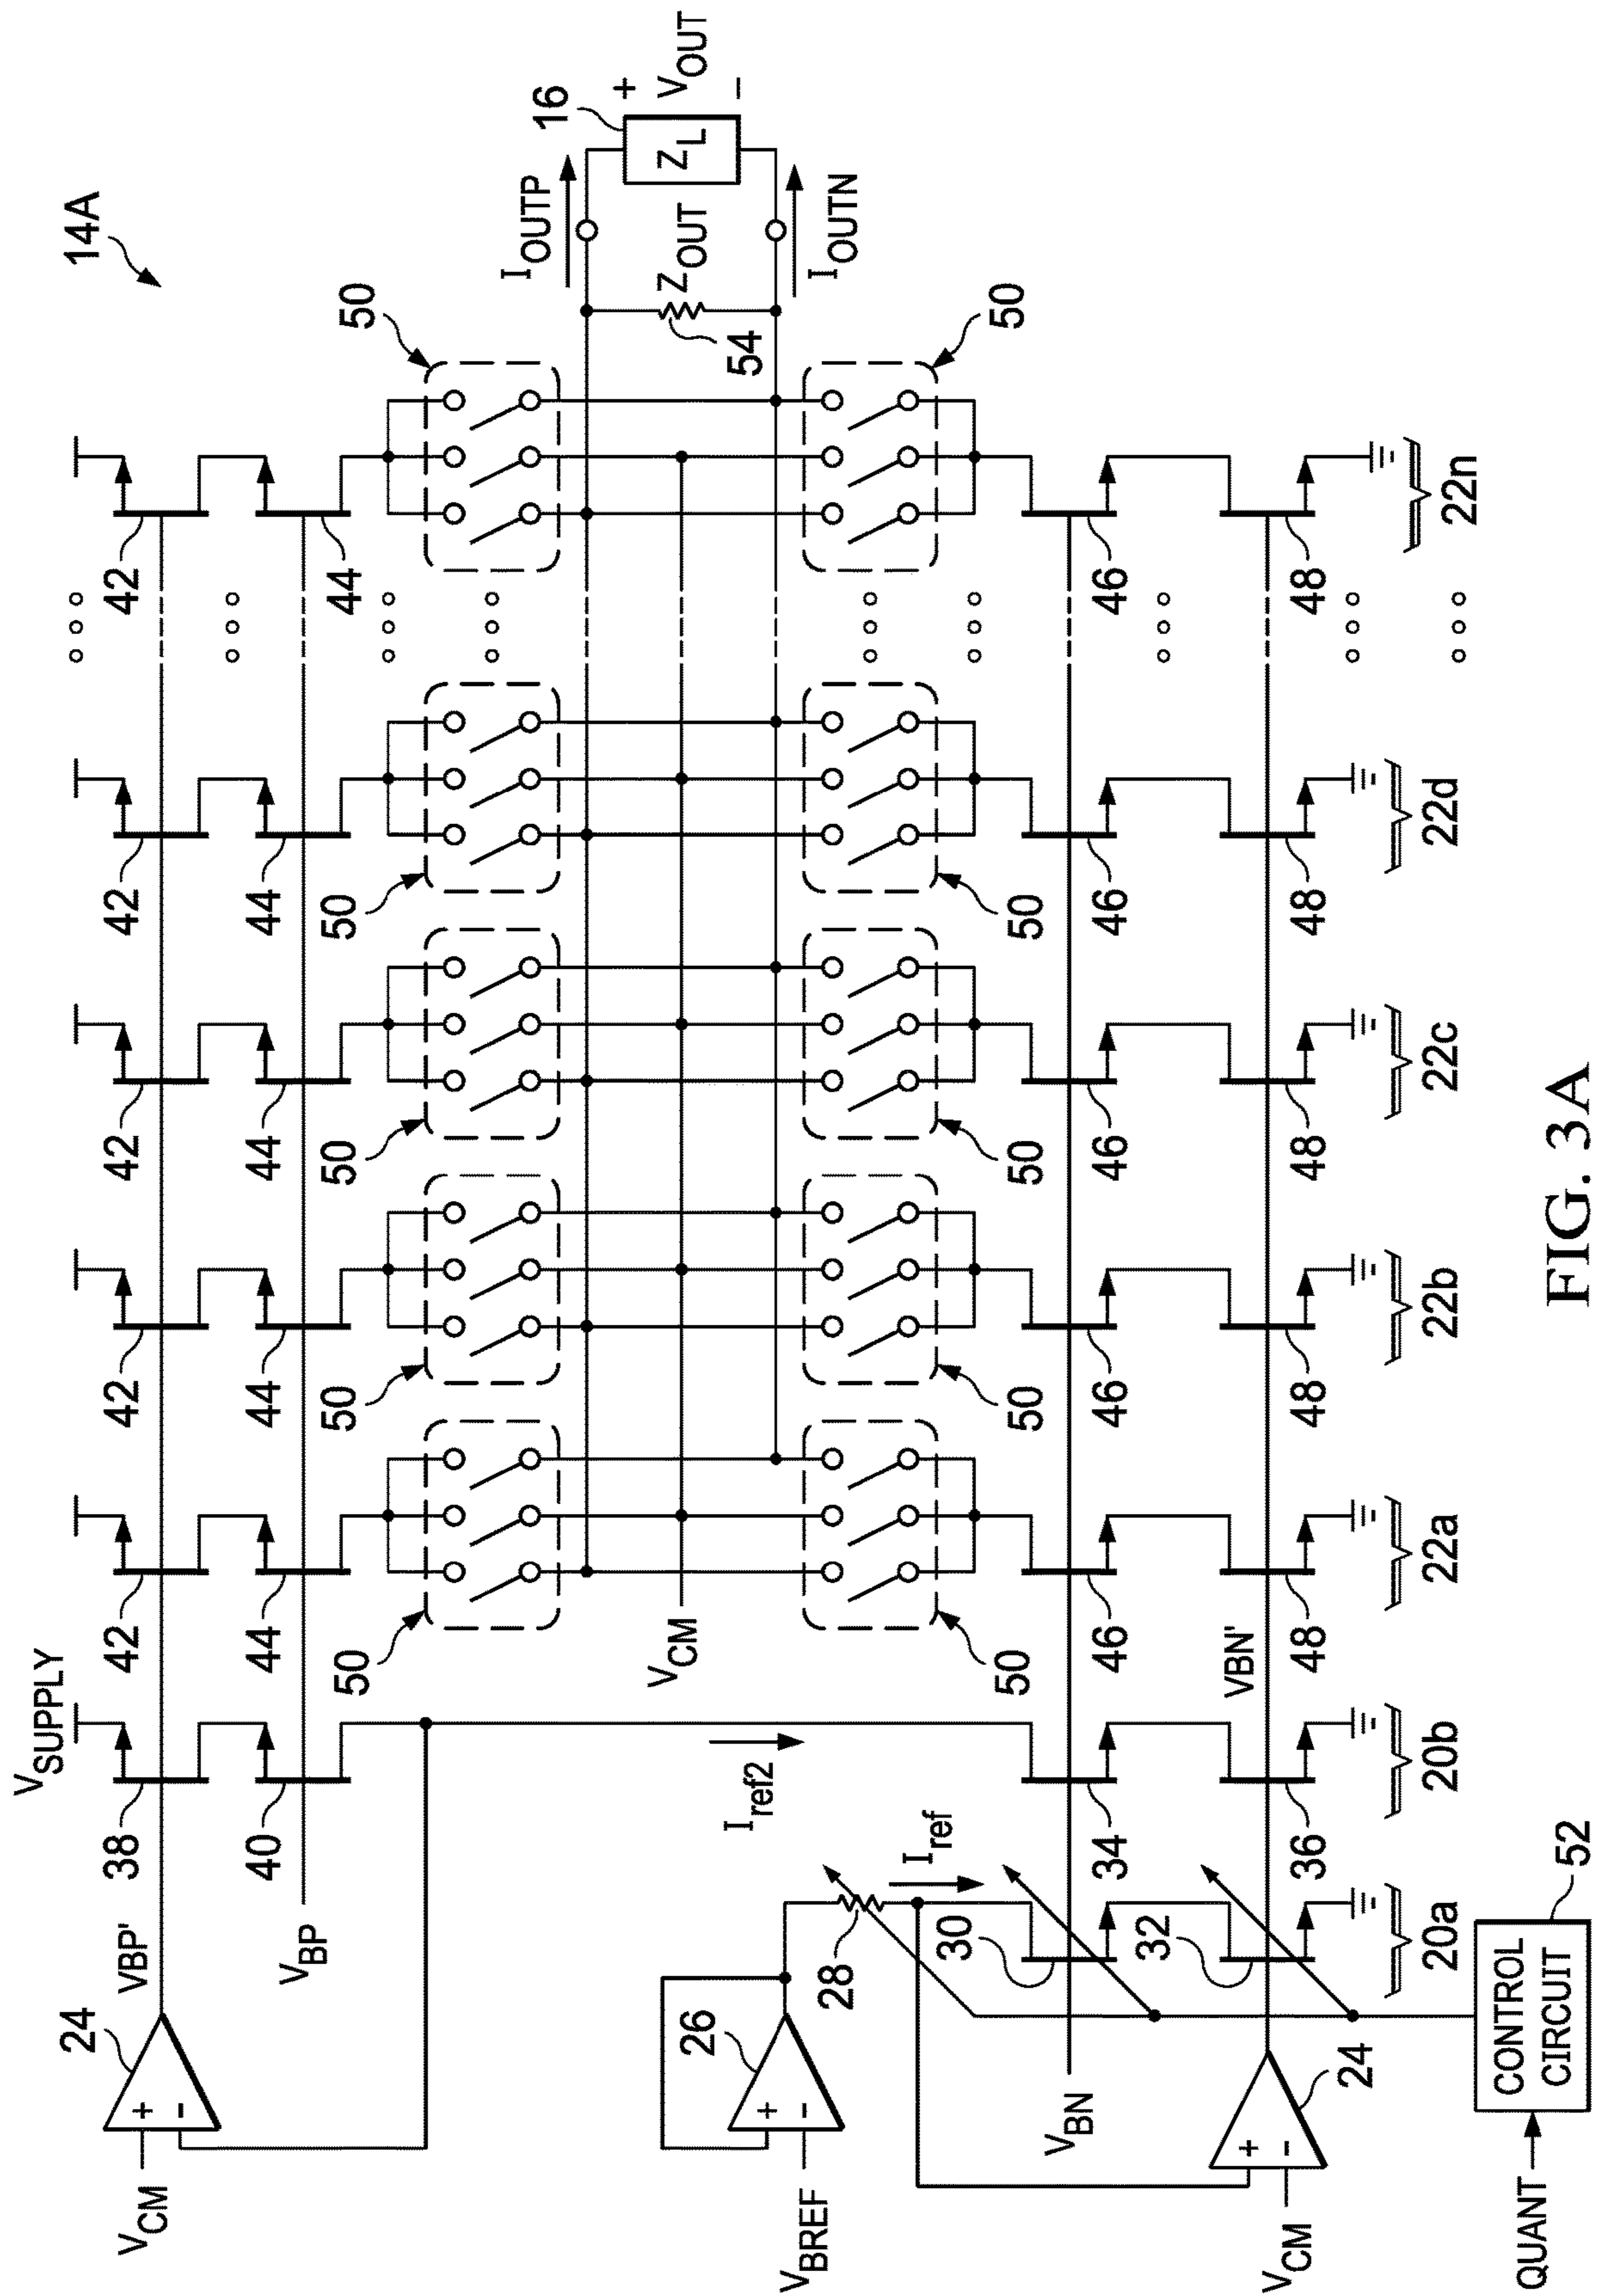 14A
V_SUPPLY
V_CM
+
-
24
VBP'
38
42
42
42
42
42
V_BP
40
44
44
44
44
44
50
50
50
50
50
I_ref2
V_CM
I_OUTP
I_OUTN
Z_OUT
54
16
Z_L
+
V_OUT
-
V_BREF
+
-
26
28
I_ref
50
50
50
50
50
V_BN
30
34
46
46
46
46
46
V_CM
+
-
24
32
VBN'
36
48
48
48
48
48
20a
20b
22a
22b
22c
22d
22n
QUANT
CONTROL
CIRCUIT
52
FIG. 3A